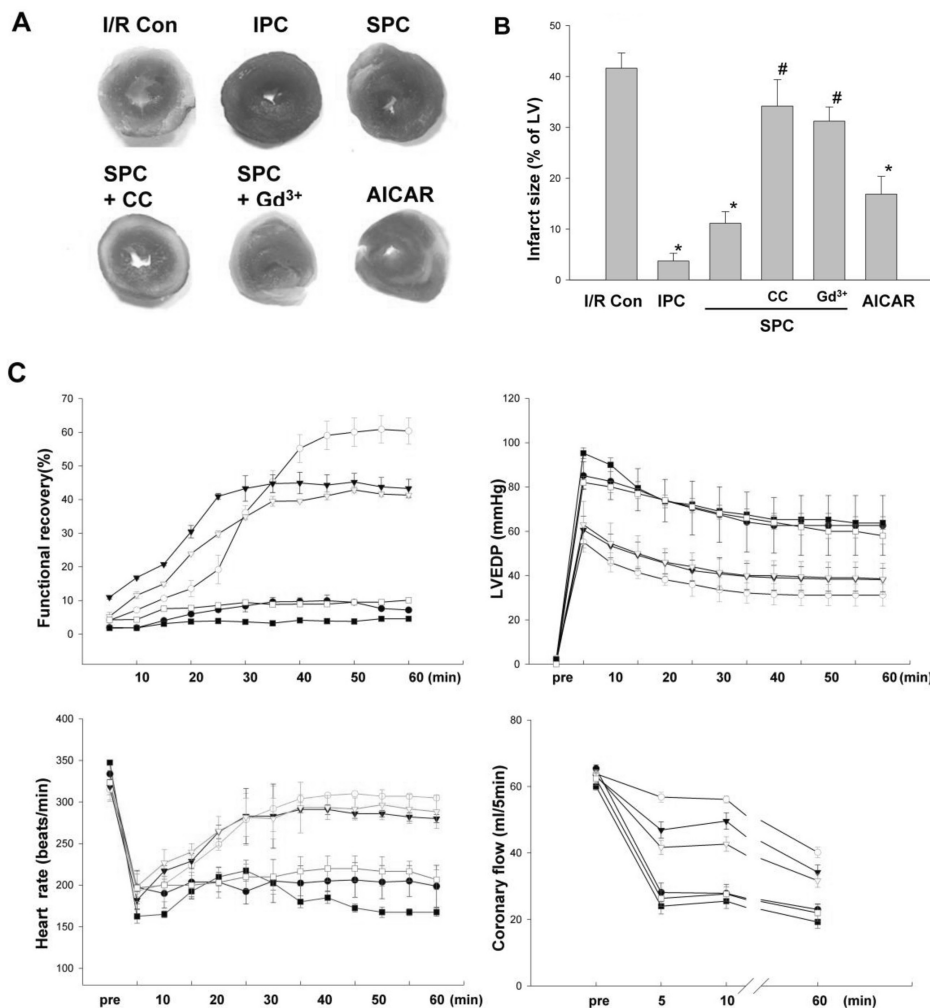 A
I/R Con IPC SPC
SPC + CC SPC + Gd³⁺ AICAR
B
Infarct size (% of LV)
50
40
30
20
10
0
* * # # *
I/R Con IPC CC Gd³⁺ AICAR
SPC
C
Functional recovery(%)
70
60
50
40
30
20
10
0
10 20 30 40 50 60 (min)
LVEDP (mmHg)
120
100
80
60
40
20
0
pre 10 20 30 40 50 60 (min)
Heart rate (beats/min)
400
350
300
250
200
150
100
pre 10 20 30 40 50 60 (min)
Coronary flow (ml/5min)
80
60
40
20
0
pre 5 10 60 (min)